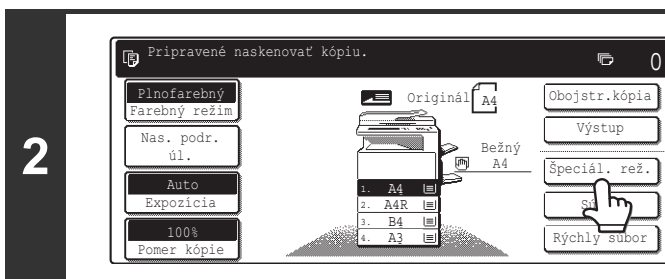 2
Pripravené naskenovať kópiu.
0
Plnofarebný
Farebný režim
Nas. podr.
úl.
Auto
Expozícia
100%
Pomer kópie
Originál
A4
Bežný
A4
1. A4
2. A4R
3. B4
4. A3
Obojstr.kópia
Výstup
Špeciál. rež.
Rýchly súbor